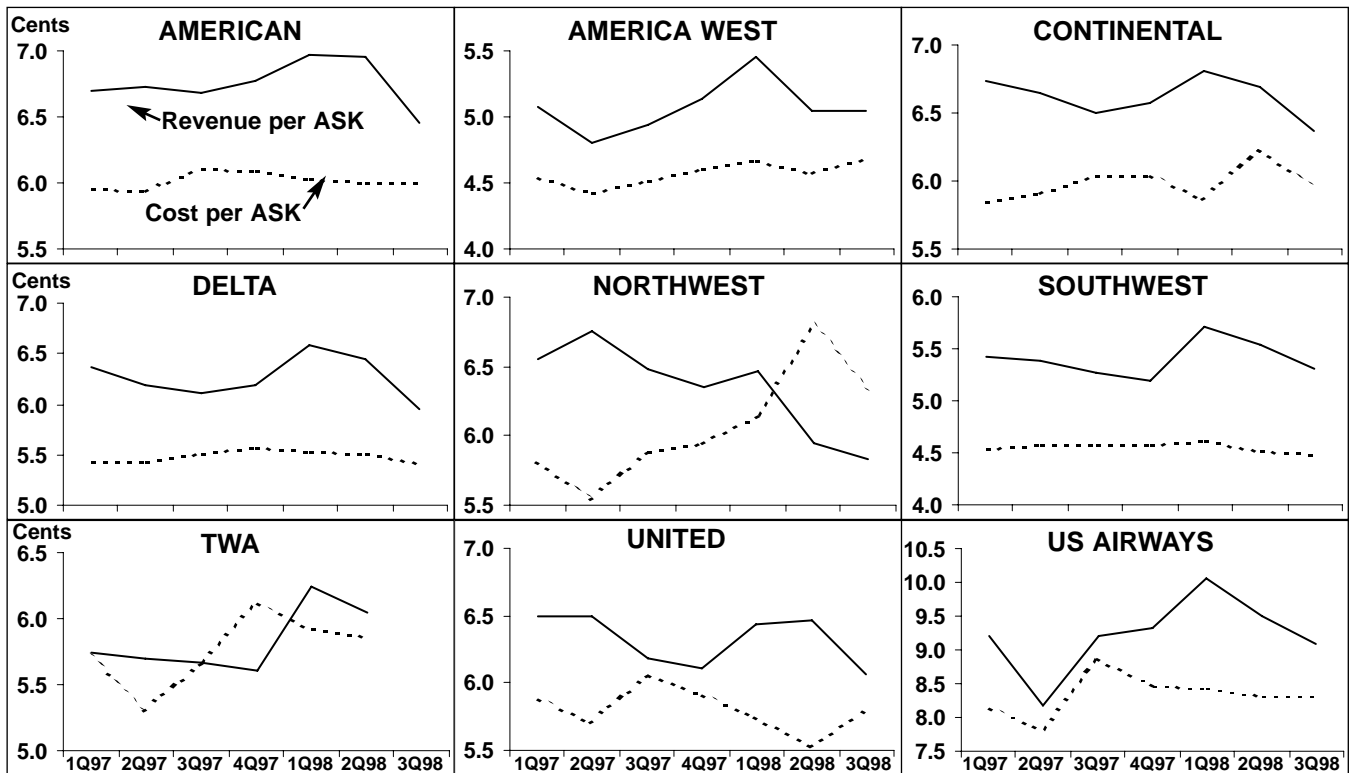 Cents
AMERICAN
7.0
6.5
6.0
5.5
Revenue per ASK
Cost per ASK
AMERICA WEST
5.5
5.0
4.5
4.0
CONTINENTAL
7.0
6.5
6.0
5.5
Cents
DELTA
7.0
6.5
6.0
5.5
5.0
NORTHWEST
7.0
6.5
6.0
5.5
SOUTHWEST
6.0
5.5
5.0
4.5
4.0
Cents
TWA
6.5
6.0
5.5
5.0
1Q97 2Q97 3Q97 4Q97 1Q98 2Q98 3Q98
UNITED
7.0
6.5
6.0
5.5
1Q97 2Q97 3Q97 4Q97 1Q98 2Q98 3Q98
US AIRWAYS
10.5
10.0
9.5
9.0
8.5
8.0
7.5
1Q97 2Q97 3Q97 4Q97 1Q98 2Q98 3Q98